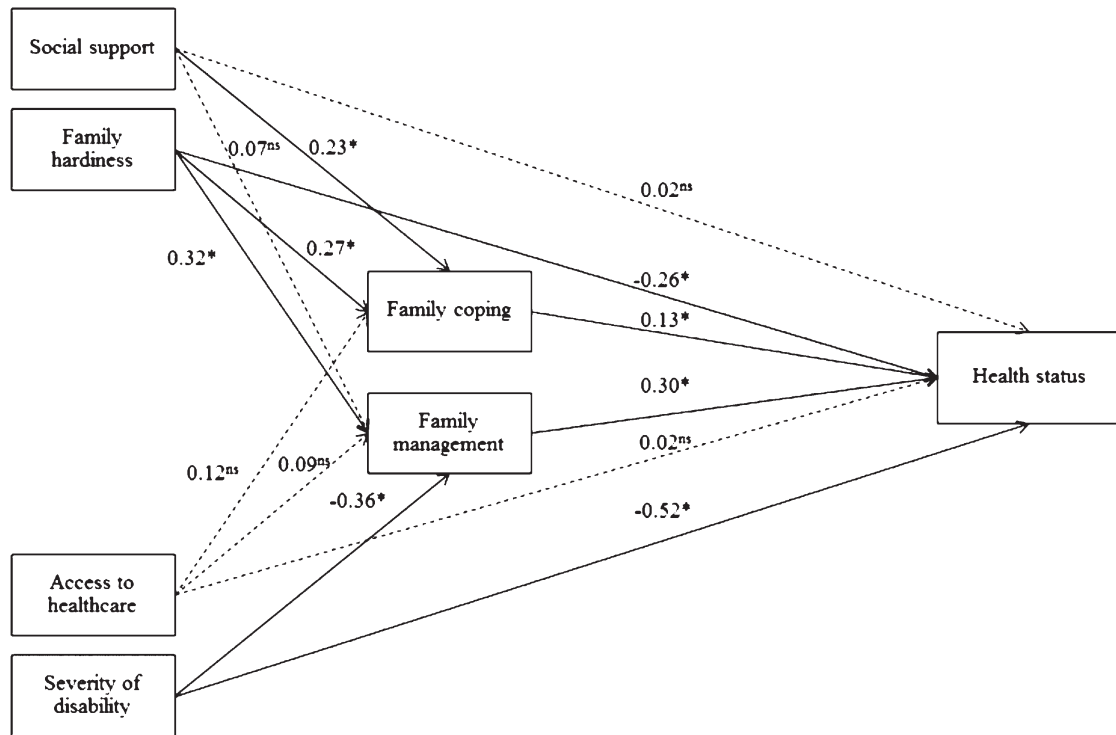 Social support
Family
hardiness
0.07ns
0.23*
0.02ns
0.32*
0.27*
-0.26*
Family coping
0.13*
Health status
Family
management
0.30*
0.02ns
0.12ns
0.09ns
-0.36*
-0.52*
Access to
healthcare
Severity of
disability